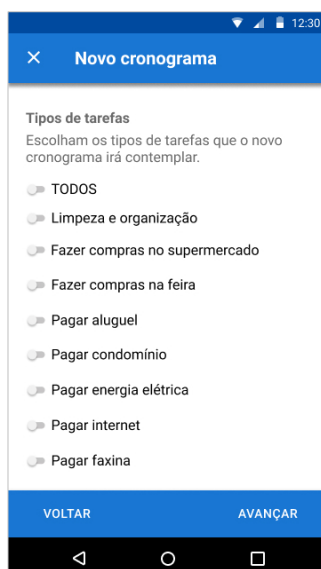 12:30
Novo cronograma
Tipos de tarefas
Escolham os tipos de tarefas que o novo
cronograma irá contemplar.
TODOS
Limpeza e organização
Fazer compras no supermercado
Fazer compras na feira
Pagar aluguel
Pagar condomínio
Pagar energia elétrica
Pagar internet
Pagar faxina
VOLTAR AVANÇAR